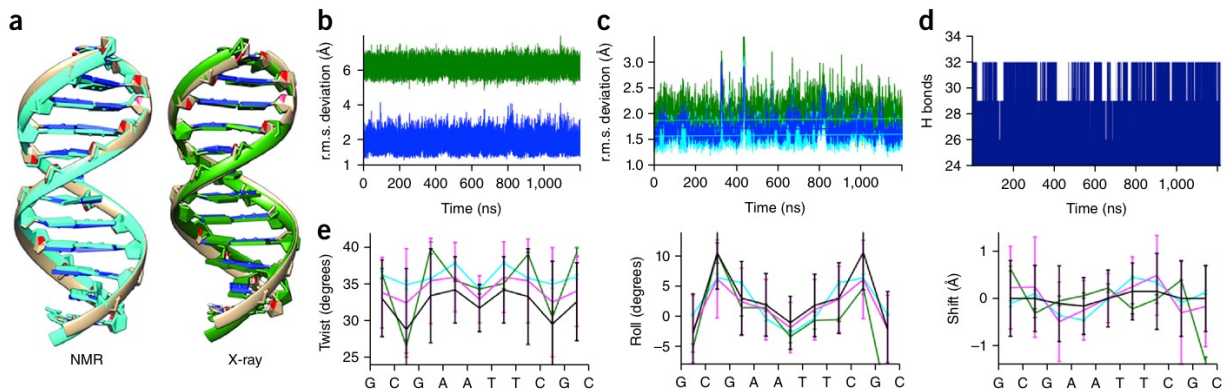 a
NMR
X-ray
b
r.m.s. deviation (Å)
6
4
2
1
0 200 400 600 800 1,000
Time (ns)
c
r.m.s. deviation (Å)
3.0
2.5
2.0
1.5
1.0
0 200 400 600 800 1,000
Time (ns)
d
H bonds
34
32
30
28
26
24
200 400 600 800 1,000
Time (ns)
e
Twist (degrees)
40
35
30
25
G C G A A T T C G C
Roll (degrees)
10
5
0
−5
G C G A A T T C G C
Shift (Å)
1
0
−1
G C G A A T T C G C